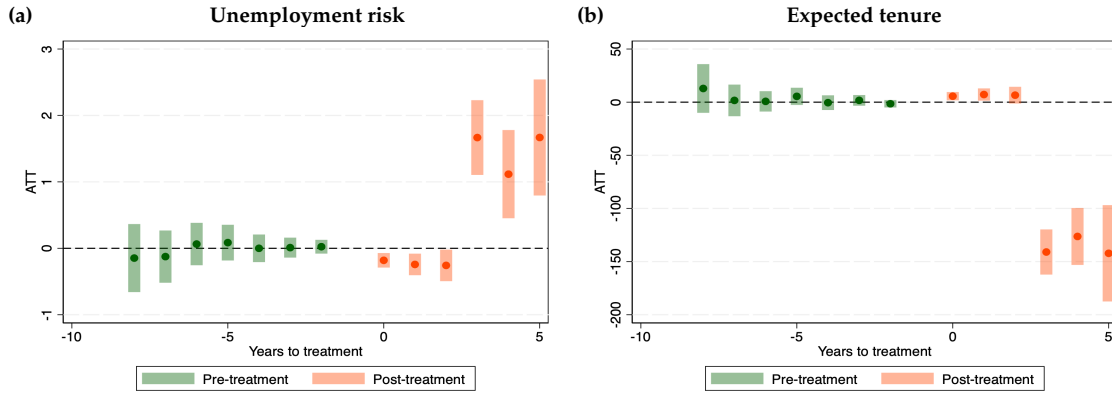 (a) Unemployment risk
3
2
1
0
-1
ATT
-10 -5 0 5
Years to treatment
Pre-treatment Post-treatment
(b) Expected tenure
50
0
-50
-100
-150
-200
ATT
-10 -5 0 5
Years to treatment
Pre-treatment Post-treatment